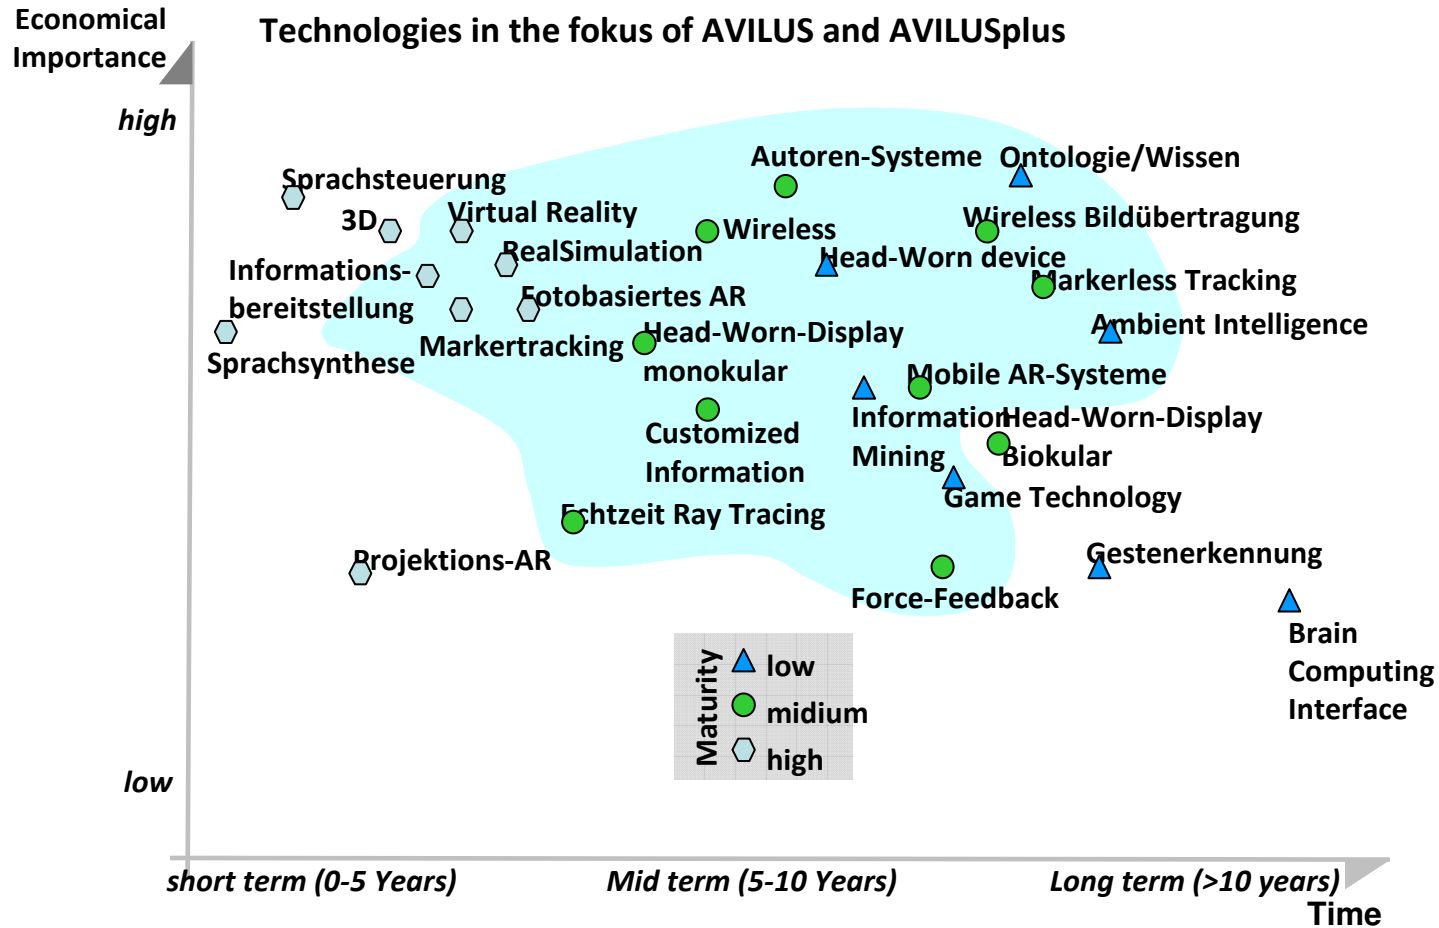 Economical
Importance
Technologies in the fokus of AVILUS and AVILUSplus
high
Autoren-Systeme
Ontologie/Wissen
Sprachsteuerung
3D
Virtual Reality
Wireless
Wireless Bildübertragung
RealSimulation
Head-Worn device
Informations-
bereitstellung
Markerless Tracking
Fotobasiertes AR
Ambient Intelligence
Sprachsynthese
Markertracking
Head-Worn-Display
monokular
Mobile AR-Systeme
Information
Mining
Head-Worn-Display
Biokular
Customized
Information
Game Technology
Echtzeit Ray Tracing
Projektions-AR
Gestenerkennung
Force-Feedback
Brain
Computing
Interface
Maturity
low
midium
high
low
short term (0-5 Years)
Mid term (5-10 Years)
Long term (>10 years)
Time